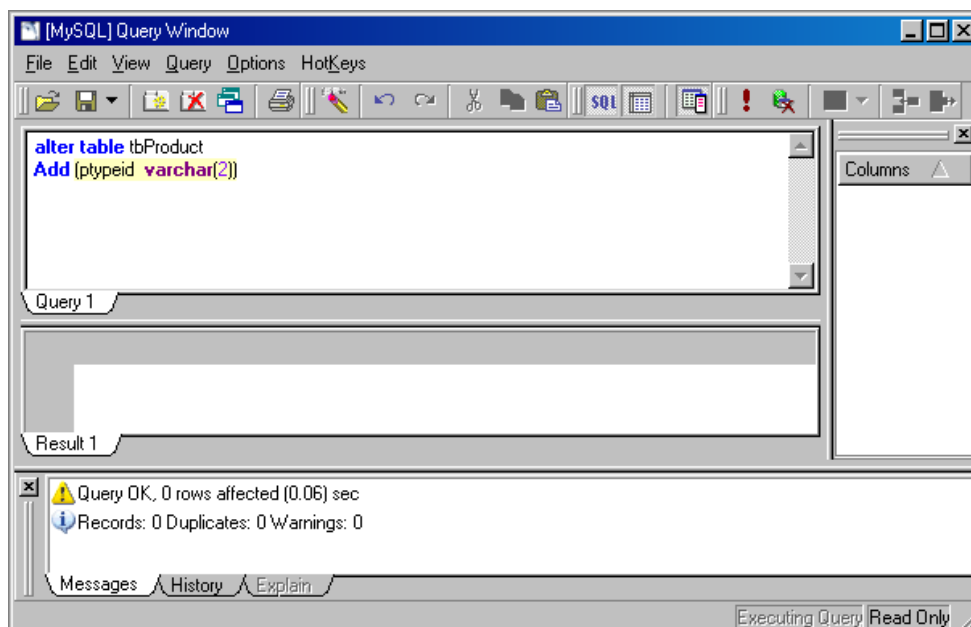 [MySQL] Query Window
File Edit View Query Options HotKeys
SQL
alter table tbProduct
Add (ptypeid varchar(2))
Columns
Query 1
Result 1
Query OK, 0 rows affected (0.06) sec
Records: 0 Duplicates: 0 Warnings: 0
Messages History Explain
Executing Query Read Only